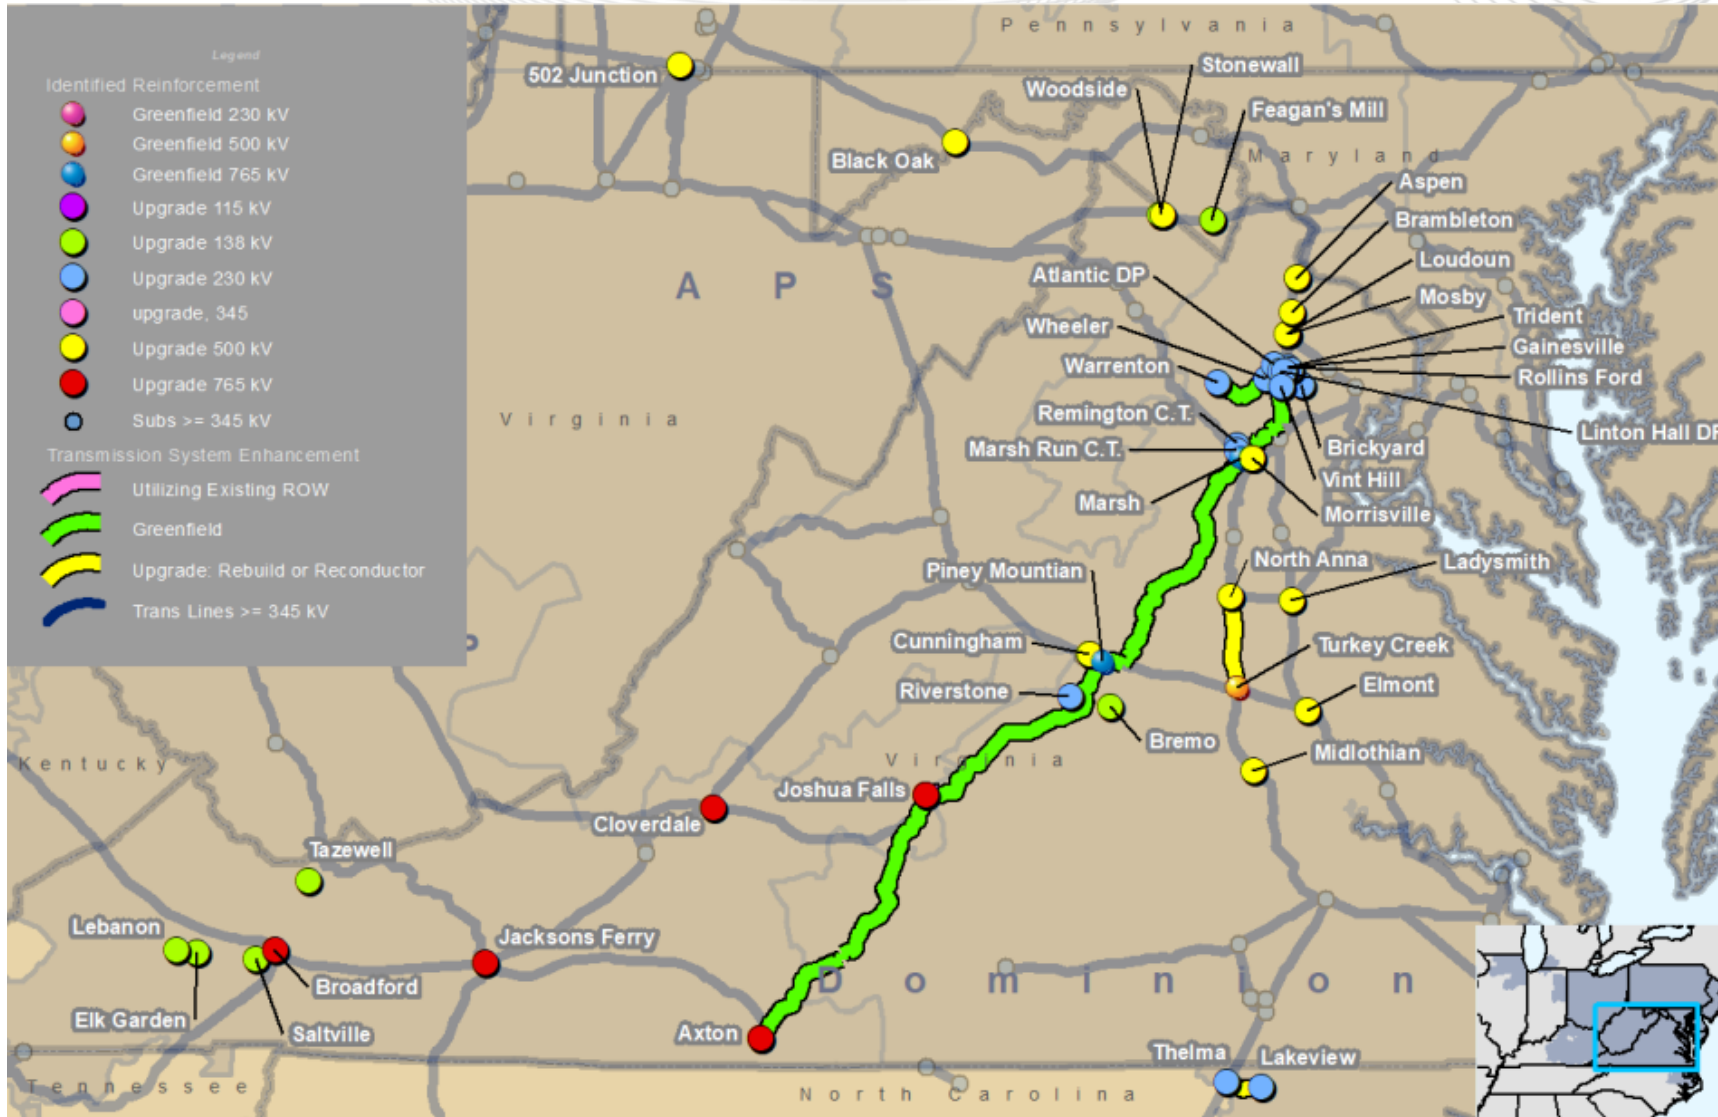 Legend
Identified Reinforcement
Greenfield 230 kV
Greenfield 500 kV
Greenfield 765 kV
Upgrade 115 kV
Upgrade 138 kV
Upgrade 230 kV
upgrade, 345
Upgrade 500 kV
Upgrade 765 kV
Subs >= 345 kV
Transmission System Enhancement
Utilizing Existing ROW
Greenfield
Upgrade: Rebuild or Reconductor
Trans Lines >= 345 kV
Pennsylvania
502 Junction
Stonewall
Woodside
Feagan's Mill
Black Oak
Maryland
Aspen
Brambleton
Loudoun
Atlantic DP
APS
Mosby
Trident
Wheeler
Gainesville
Warrenton
Rollins Ford
Remington C.T.
Virginia
Linton Hall DP
Marsh Run C.T.
Brickyard
Vint Hill
Marsh
Morrisville
North Anna
Ladysmith
Piney Mountian
P
Cunningham
Turkey Creek
Riverstone
Elmont
Bremo
Midlothian
Kentucky
Virginia
Joshua Falls
Cloverdale
Tazewell
Lebanon
Jacksons Ferry
Dominion
Broadford
Elk Garden
Saltville
Axton
Thelma
Lakeview
Tennessee
North Carolina